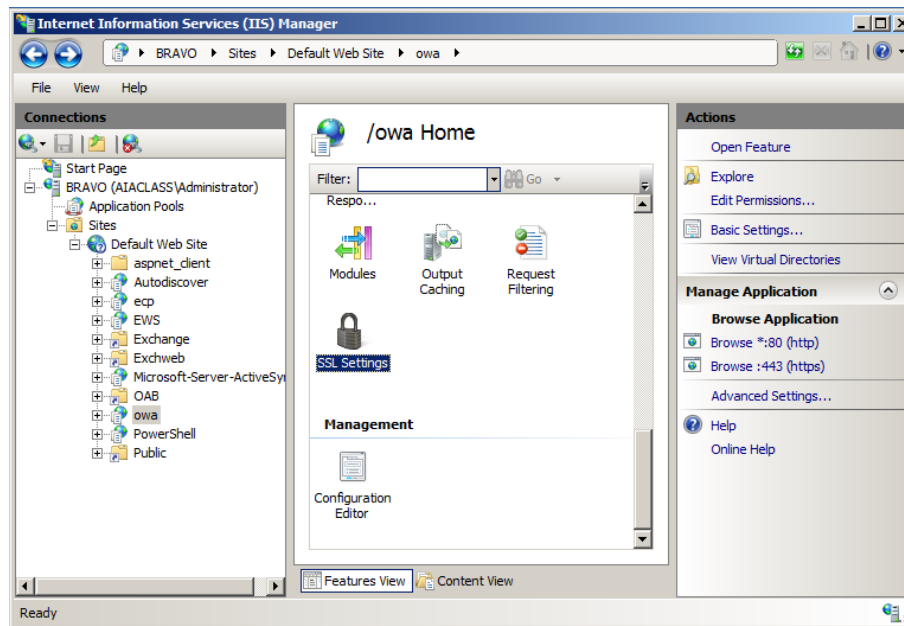 Internet Information Services (IIS) Manager
BRAVO Sites Default Web Site owa
File View Help
Connections
Start Page
BRAVO (AIACLASS\Administrator)
Application Pools
Sites
Default Web Site
aspnet_client
Autodiscover
ecp
EWS
Exchange
Exchweb
Microsoft-Server-ActiveSy
OAB
owa
PowerShell
Public
/owa Home
Filter: Go
Respo...
Modules
Output
Caching
Request
Filtering
SSL Settings
Management
Configuration
Editor
Features View Content View
Actions
Open Feature
Explore
Edit Permissions...
Basic Settings...
View Virtual Directories
Manage Application
Browse Application
Browse *:80 (http)
Browse :443 (https)
Advanced Settings...
Help
Online Help
Ready